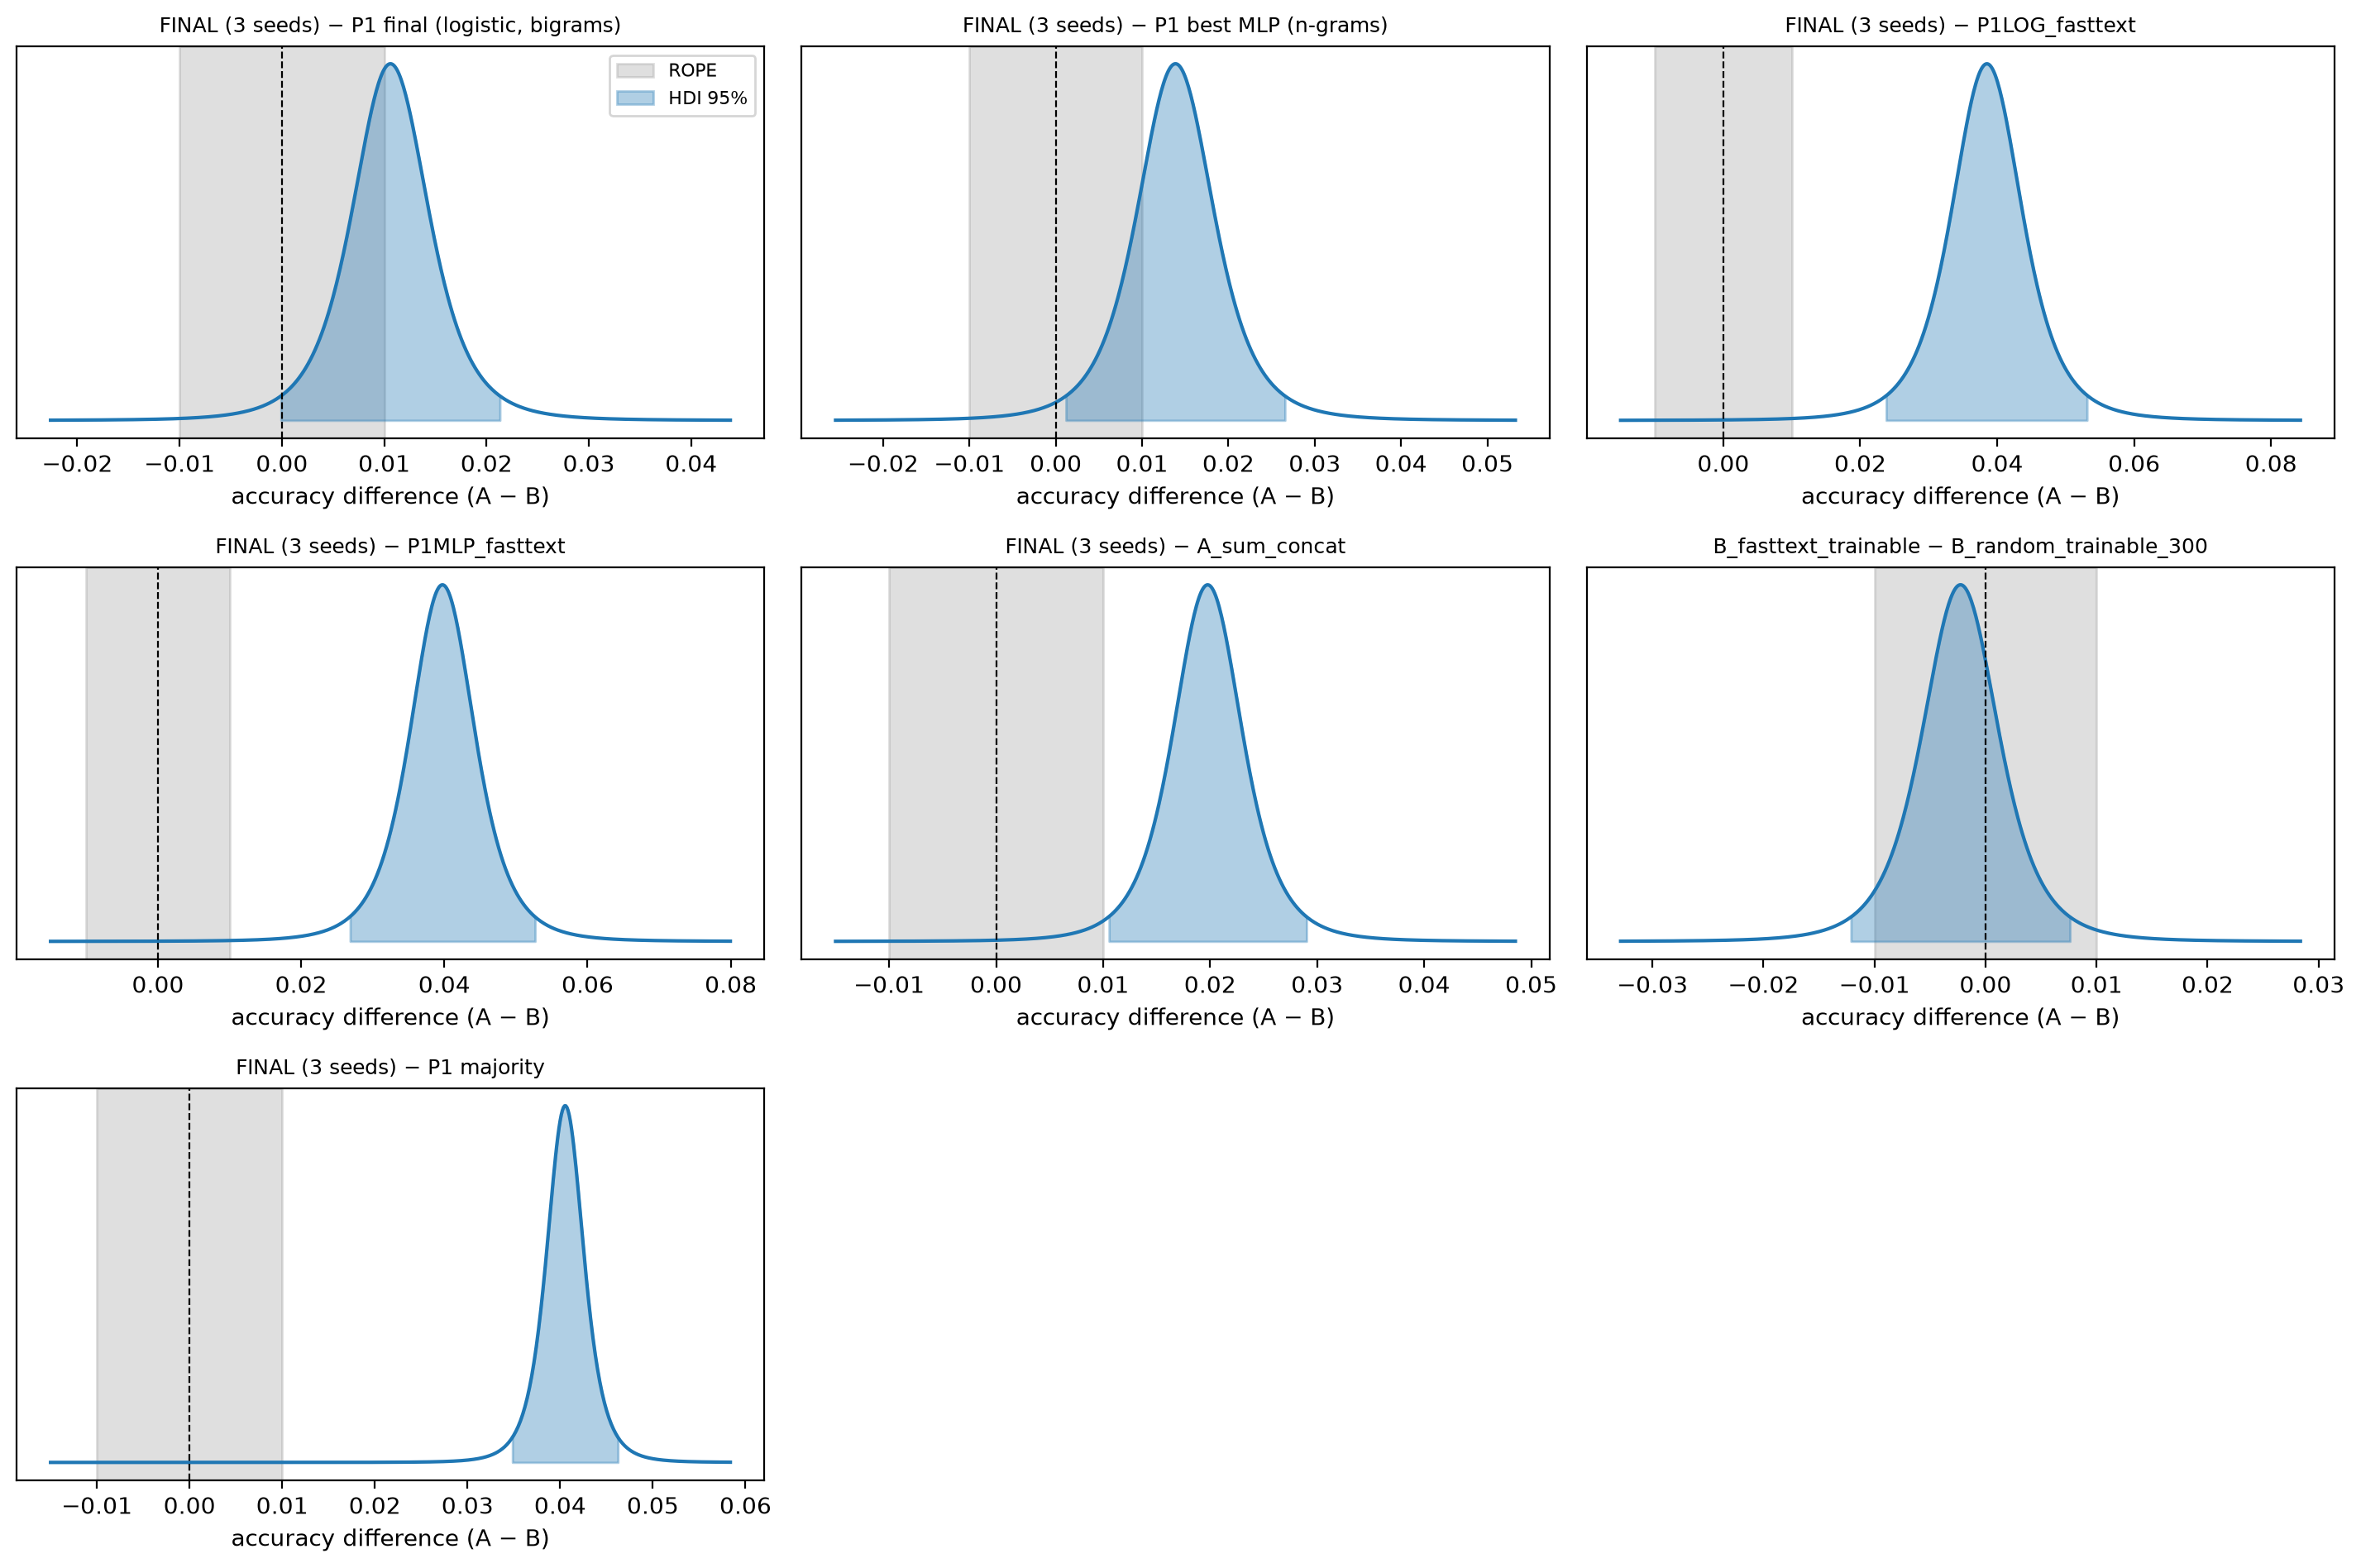 FINAL (3 seeds) − P1 final (logistic, bigrams)
ROPE
HDI 95%
−0.02 −0.01 0.00 0.01 0.02 0.03 0.04
accuracy difference (A − B)
FINAL (3 seeds) − P1 best MLP (n-grams)
−0.02 −0.01 0.00 0.01 0.02 0.03 0.04 0.05
accuracy difference (A − B)
FINAL (3 seeds) − P1LOG_fasttext
0.00 0.02 0.04 0.06 0.08
accuracy difference (A − B)
FINAL (3 seeds) − P1MLP_fasttext
0.00 0.02 0.04 0.06 0.08
accuracy difference (A − B)
FINAL (3 seeds) − A_sum_concat
−0.01 0.00 0.01 0.02 0.03 0.04 0.05
accuracy difference (A − B)
B_fasttext_trainable − B_random_trainable_300
−0.03 −0.02 −0.01 0.00 0.01 0.02 0.03
accuracy difference (A − B)
FINAL (3 seeds) − P1 majority
−0.01 0.00 0.01 0.02 0.03 0.04 0.05 0.06
accuracy difference (A − B)